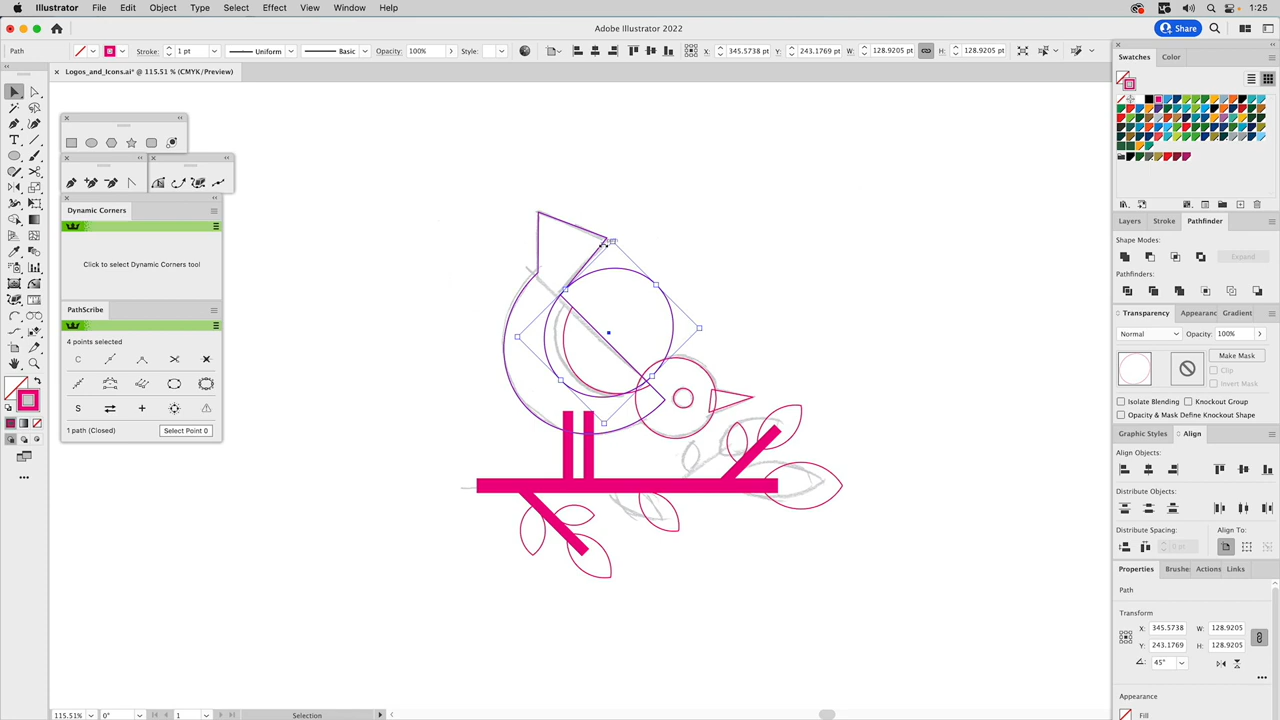 Illustrator File Edit Object Type Select Effect View Window Help 1:25
Adobe Illustrator 2022 Share
Path Stroke: 1 pt Uniform Basic Opacity: 100% Style: X: 345.5738 pt Y: 243.1769 pt W: 128.9205 pt H: 128.9205 pt
Logos_and_Icons.ai* @ 115.51 % (CMYK/Preview)
Dynamic Corners
Click to select Dynamic Corners tool
PathScribe
4 points selected
1 path (Closed) Select Point 0
Swatches Color
Layers Stroke Pathfinder
Shape Modes:
Expand
Pathfinders:
Transparency Appearanc Gradient
Normal Opacity: 100%
Make Mask
Clip
Invert Mask
Isolate Blending Knockout Group
Opacity & Mask Define Knockout Shape
Graphic Styles Align
Align Objects:
Distribute Objects:
Distribute Spacing: Align To:
0 pt
Properties Brushe Actions Links
Path
Transform
X: 345.5738 W: 128.9205
Y: 243.1769 H: 128.9205
45°
Appearance
Fill
115.51% 0° 1 Selection